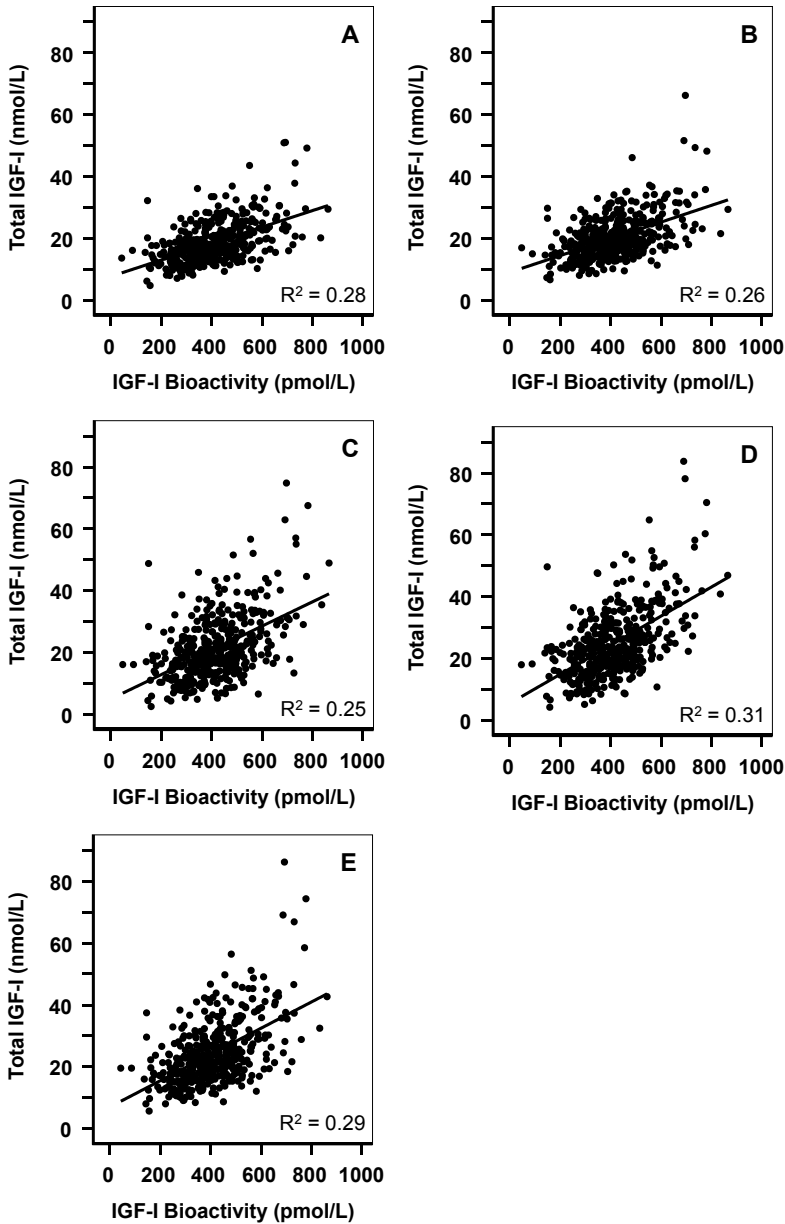 A
80
60
40
20
0
Total IGF-I (nmol/L)
R² = 0.28
0 200 400 600 800 1000
IGF-I Bioactivity (pmol/L)
B
80
60
40
20
0
Total IGF-I (nmol/L)
R² = 0.26
0 200 400 600 800 1000
IGF-I Bioactivity (pmol/L)
C
80
60
40
20
0
Total IGF-I (nmol/L)
R² = 0.25
0 200 400 600 800 1000
IGF-I Bioactivity (pmol/L)
D
80
60
40
20
0
Total IGF-I (nmol/L)
R² = 0.31
0 200 400 600 800 1000
IGF-I Bioactivity (pmol/L)
E
80
60
40
20
0
Total IGF-I (nmol/L)
R² = 0.29
0 200 400 600 800 1000
IGF-I Bioactivity (pmol/L)